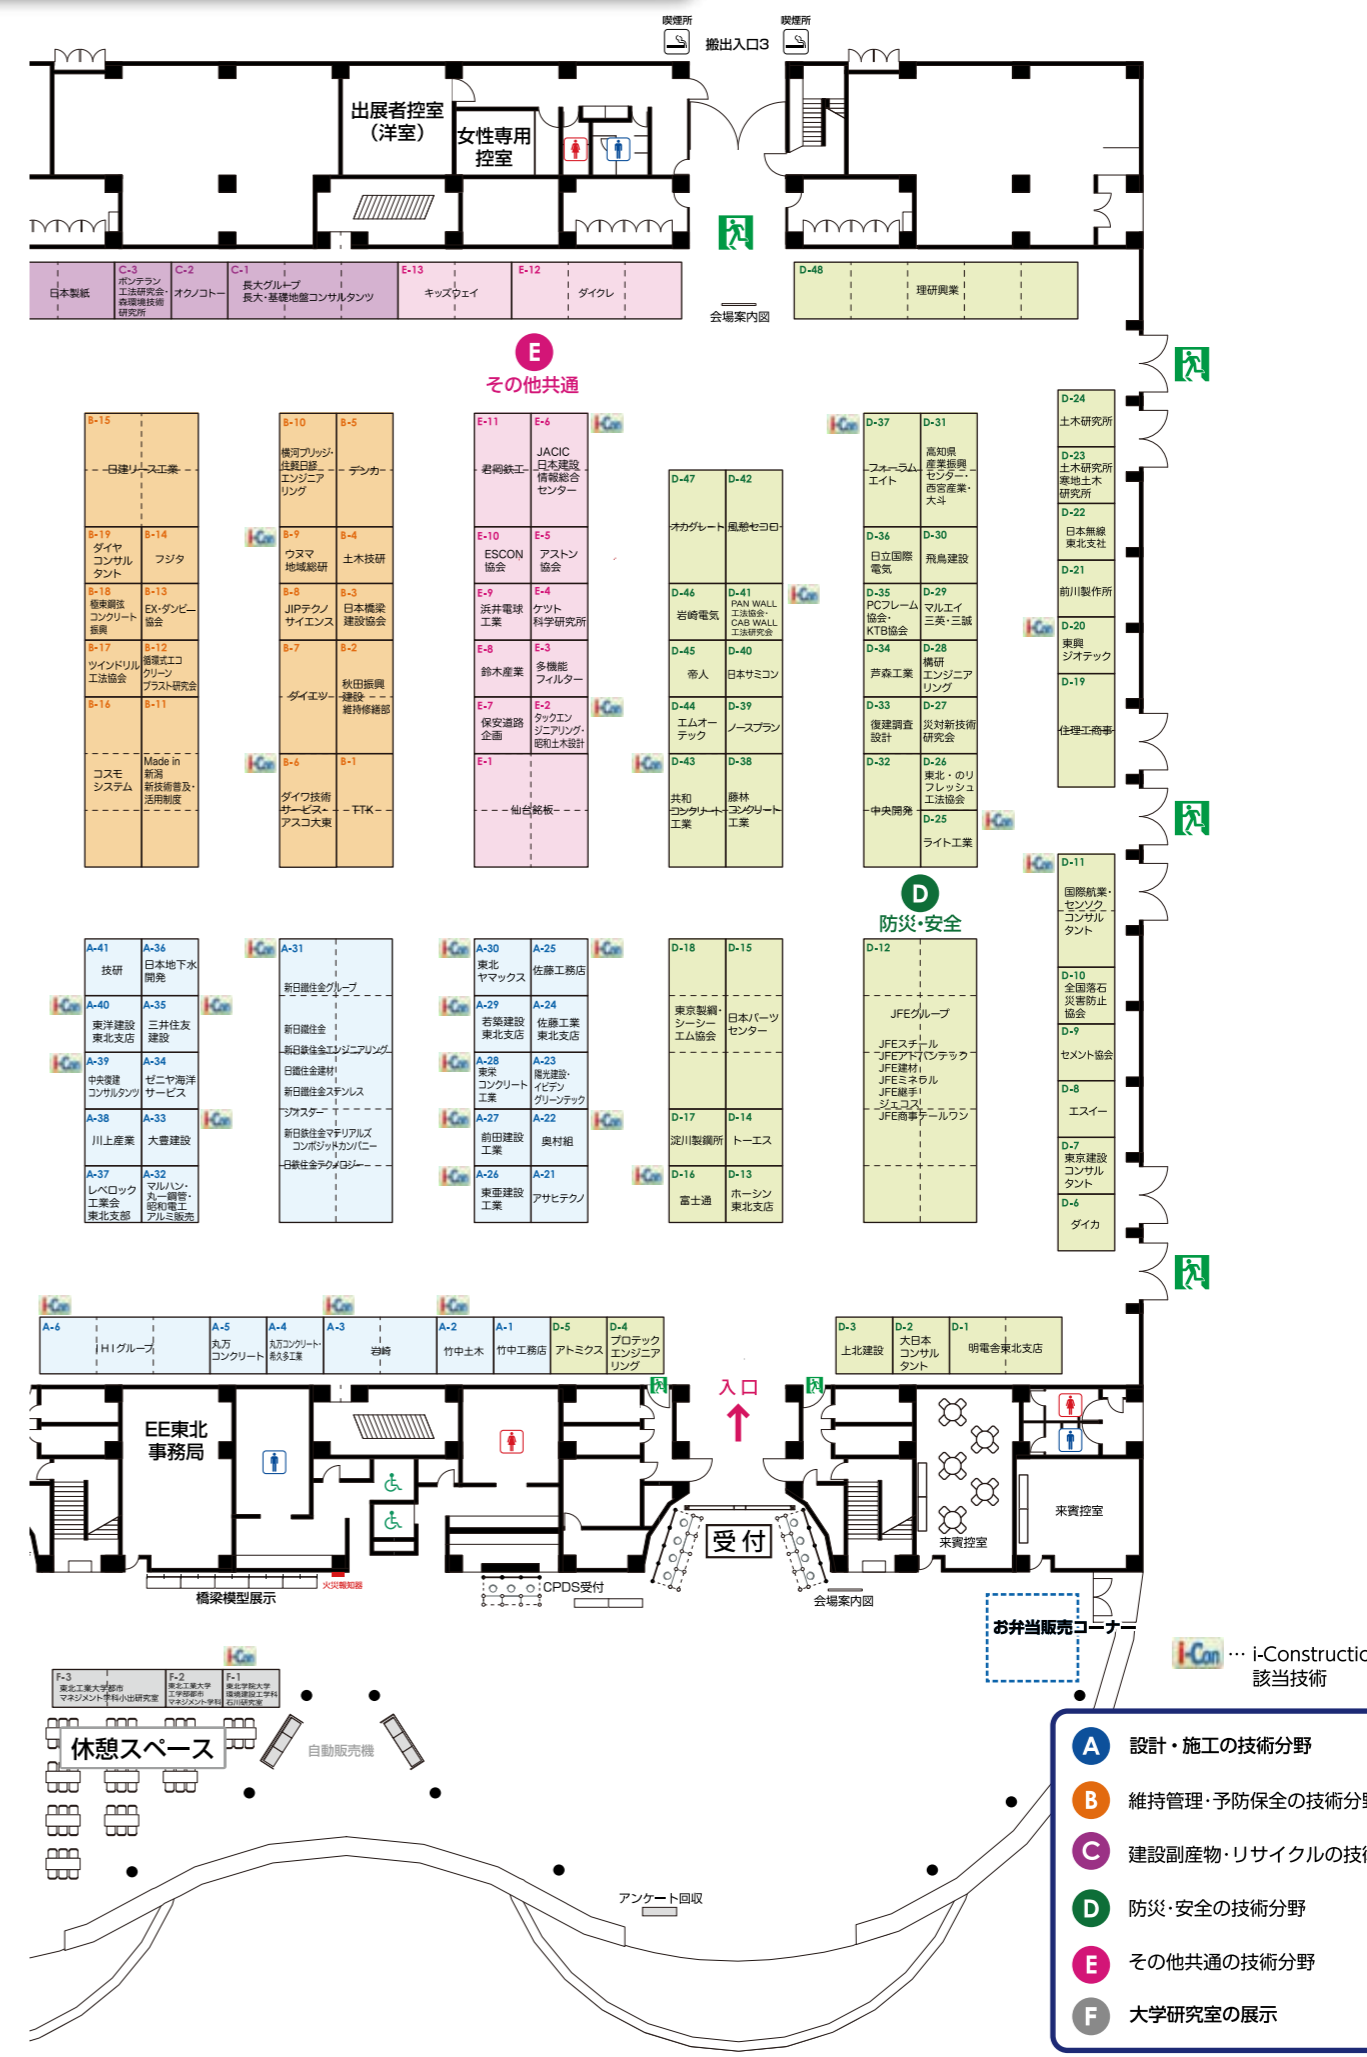 喫煙所
喫煙所
搬出入口3
出展者控室
（洋室）
女性専用
控室
日本製紙
C-3
ボンテラン
工法研究会・
森環境技術
研究所
C-2
オクノコトー
C-1
長大グループ
長大・基礎地盤コンサルタンツ
E-13
キッズウェイ
E-12
ダイクレ
会場案内図
D-48
理研興業
E
その他共通
B-15
日建リース工業
B-19
ダイヤ
コンサル
タント
B-14
フジタ
B-18
極東鋼弦
コンクリート
振興
B-13
EX・ダンビー
協会
B-17
ツインドリル
工法協会
B-12
循環式エコ
クリーン
ブラスト研究会
B-16
コスモ
システム
B-11
Made in
新潟
新技術普及・
活用制度
B-10
横河ブリッジ・
住軽日軽
エンジニア
リング
B-5
デンカ
i-Con
B-9
ウヌマ
地域総研
B-4
土木技研
B-8
JIPテクノ
サイエンス
B-3
日本橋梁
建設協会
B-7
ダイエツ
B-2
秋田振興
建設
維持修繕部
i-Con
B-6
ダイワ技術
サービス・
アスコ大東
B-1
TTK
E-11
君岡鉄工
E-6
JACIC
日本建設
情報総合
センター
i-Con
E-10
ESCON
協会
E-5
アストン
協会
E-9
浜井電球
工業
E-4
ケツト
科学研究所
E-8
鈴木産業
E-3
多機能
フィルター
E-7
保安道路
企画
E-2
タックエン
ジニアリング・
昭和土木設計
i-Con
E-1
仙台銘板
D-47
オカグレート
D-42
風憩セコロ
D-46
岩崎電気
D-41
PAN WALL
工法協会・
CAB WALL
工法研究会
i-Con
D-45
帝人
D-40
日本サミコン
D-44
エムオー
テック
D-39
ノースプラン
i-Con
D-43
共和
コンクリート
工業
D-38
藤林
コンクリート
工業
i-Con
D-37
フォーラム
エイト
D-31
高知県
産業振興
センター・
西宮産業・
大斗
D-36
日立国際
電気
D-30
飛鳥建設
D-35
PCフレーム
協会・
KTB協会
D-29
マルエイ
三英・三誠
D-34
芦森工業
D-28
構研
エンジニア
リング
D-33
復建調査
設計
D-27
災対新技術
研究会
D-32
中央開発
D-26
東北・のリ
フレッシュ
工法協会
D-25
ライト工業
i-Con
D-24
土木研究所
D-23
土木研究所
寒地土木
研究所
D-22
日本無線
東北支社
D-21
前川製作所
i-Con
D-20
東興
ジオテック
D-19
住理工商事
D
防災・安全
i-Con
D-11
国際航業・
センソク
コンサル
タント
D-10
全国落石
災害防止
協会
D-9
セメント協会
D-8
エスイー
D-7
東京建設
コンサル
タント
D-6
ダイカ
A-41
技研
A-36
日本地下水
開発
i-Con
A-40
東洋建設
東北支店
A-35
三井住友
建設
i-Con
i-Con
A-39
中央復建
コンサルタンツ
A-34
ゼニヤ海洋
サービス
A-38
川上産業
A-33
大豊建設
i-Con
A-37
レベロック
工業会
東北支部
A-32
マルハン・
丸一鋼管・
昭和電工
アルミ販売
i-Con
A-31
新日鐵住金グループ
新日鐵住金
新日鉄住金エンジニアリング
日鐵住金建材
新日鐵住金ステンレス
ジオスター
新日鉄住金マテリアルズ
コンポジットカンパニー
日鉄住金テクノロジー
i-Con
A-30
東北
ヤマックス
A-25
佐藤工務店
i-Con
i-Con
A-29
若築建設
東北支店
A-24
佐藤工業
東北支店
i-Con
A-28
東栄
コンクリート
工業
A-23
陽光建設・
イビデン
グリーンテック
i-Con
A-27
前田建設
工業
A-22
奥村組
i-Con
i-Con
A-26
東亜建設
工業
A-21
アサヒテクノ
D-18
東京製綱・
シーシー
エム協会
D-15
日本パーツ
センター
D-17
淀川製鋼所
D-14
トーエス
i-Con
D-16
富士通
D-13
ホーシン
東北支店
D-12
JFEグループ
JFEスチール
JFEアドバンテック
JFE建材
JFEミネラル
JFE継手
ジェコス
JFE商事テールワン
i-Con
A-6
IHIグループ
A-5
丸万
コンクリート
A-4
丸万コンクリート・
希久多工業
i-Con
A-3
岩崎
i-Con
A-2
竹中土木
A-1
竹中工務店
D-5
アトミクス
D-4
プロテック
エンジニア
リング
D-3
上北建設
D-2
大日本
コンサル
タント
D-1
明電舎東北支店
入口
EE東北
事務局
受付
来賓控室
来賓控室
火災報知器
橋梁模型展示
CPDS受付
会場案内図
お弁当販売コーナー
i-Con
F-3
東北工業大学都市
マネジメント学科小出研究室
F-2
東北工業大学
工学部都市
マネジメント学科
F-1
東北学院大学
環境建設工学科
石川研究室
休憩スペース
自動販売機
アンケート回収
i-Con … i-Constructio
該当技術
A 設計・施工の技術分野
B 維持管理・予防保全の技術分野
C 建設副産物・リサイクルの技術
D 防災・安全の技術分野
E その他共通の技術分野
F 大学研究室の展示